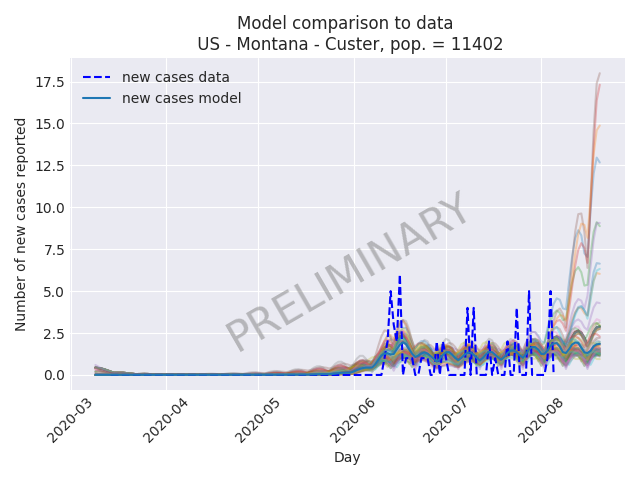 Model comparison to data
US - Montana - Custer, pop. = 11402
new cases data
new cases model
PRELIMINARY
Number of new cases reported
17.5
15.0
12.5
10.0
7.5
5.0
2.5
0.0
2020-03
2020-04
2020-05
2020-06
2020-07
2020-08
Day